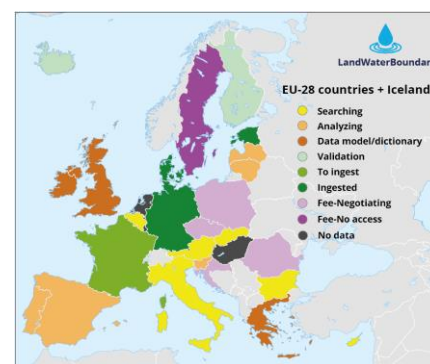 LandWaterBoundar
EU-28 countries + Iceland
Searching
Analyzing
Data model/dictionary
Validation
To ingest
Ingested
Fee-Negotiating
Fee-No access
No data